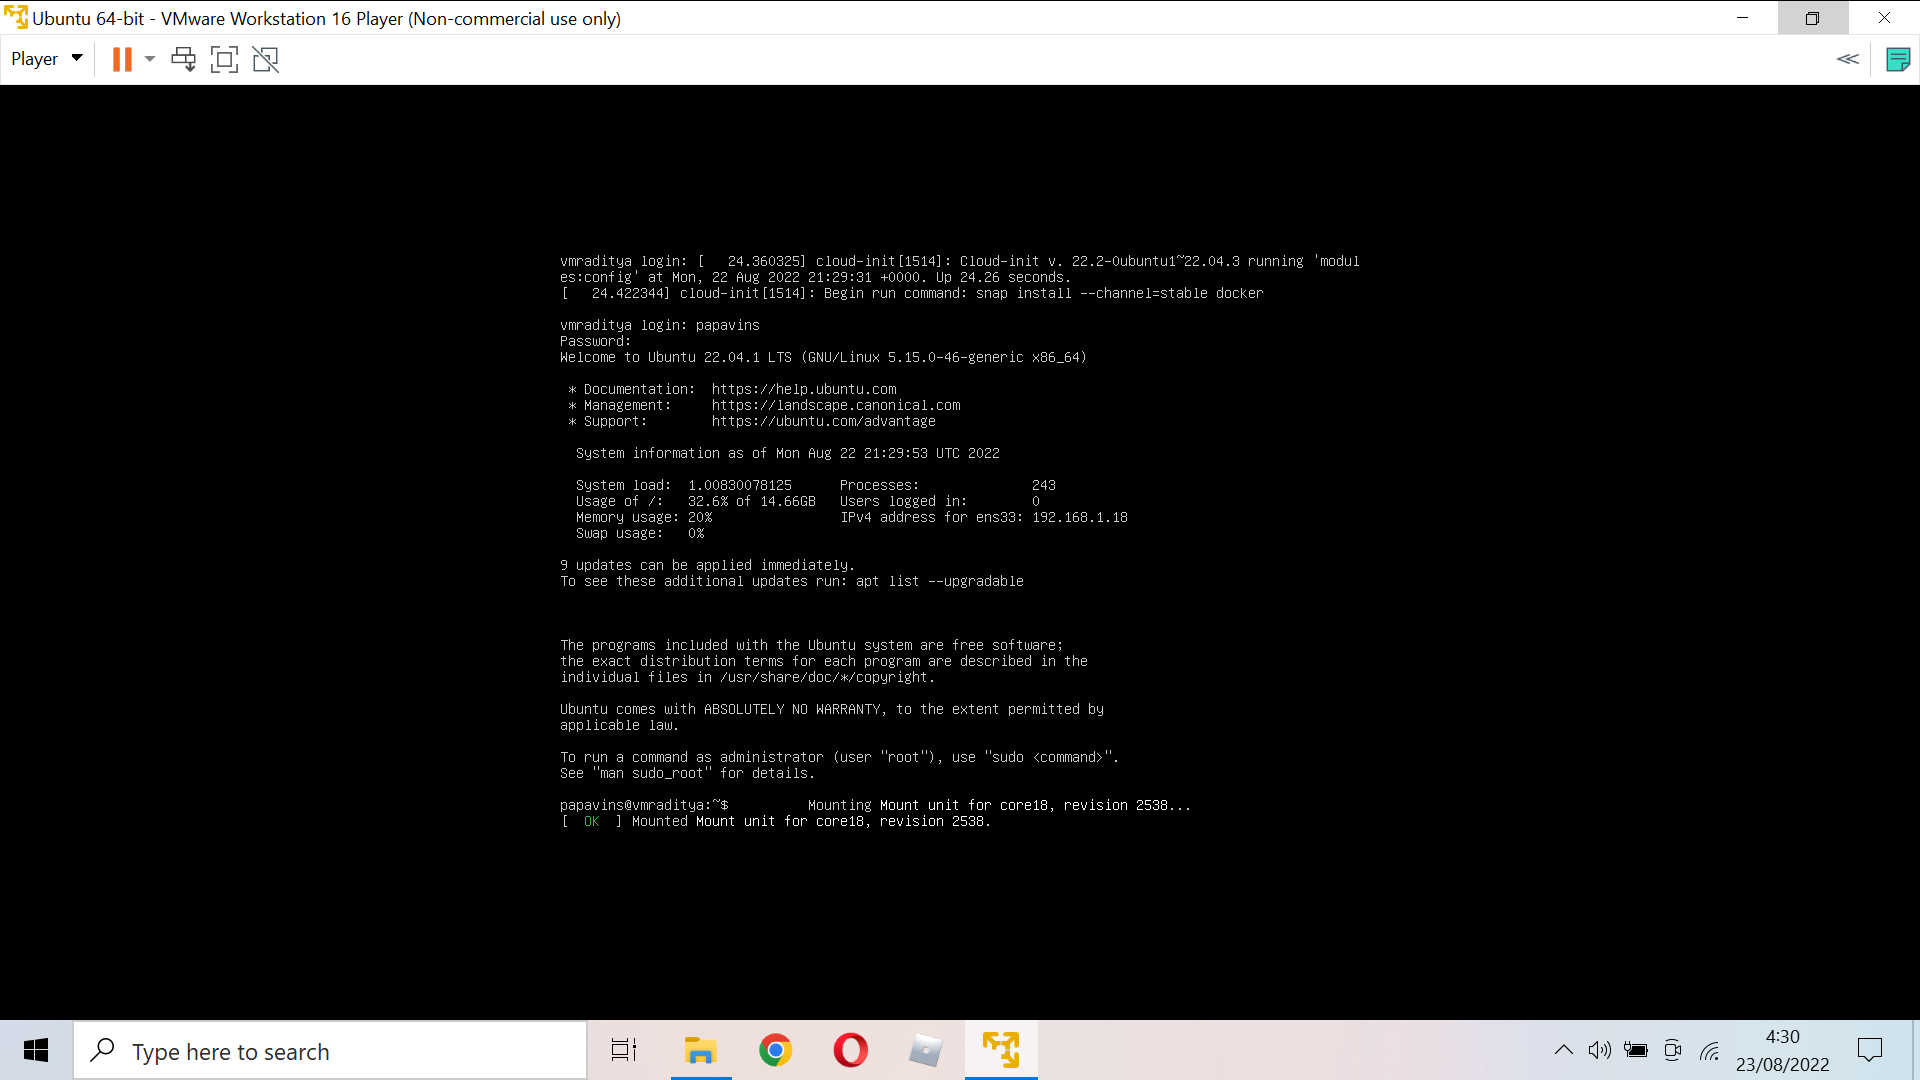 Ubuntu 64-bit - VMware Workstation 16 Player (Non-commercial use only)
Player
vmraditya login: [   24.360325] cloud-init[1514]: Cloud-init v. 22.2-0ubuntu1~22.04.3 running 'modul
es:config' at Mon, 22 Aug 2022 21:29:31 +0000. Up 24.26 seconds.
[   24.422344] cloud-init[1514]: Begin run command: snap install --channel=stable docker
vmraditya login: papavins
Password:
Welcome to Ubuntu 22.04.1 LTS (GNU/Linux 5.15.0-46-generic x86_64)
* Documentation:  https://help.ubuntu.com
* Management:     https://landscape.canonical.com
* Support:        https://ubuntu.com/advantage
System information as of Mon Aug 22 21:29:53 UTC 2022
System load:  1.00830078125      Processes:              243
Usage of /:   32.6% of 14.66GB   Users logged in:        0
Memory usage: 20%                IPv4 address for ens33: 192.168.1.18
Swap usage:   0%
9 updates can be applied immediately.
To see these additional updates run: apt list --upgradable
The programs included with the Ubuntu system are free software;
the exact distribution terms for each program are described in the
individual files in /usr/share/doc/*/copyright.
Ubuntu comes with ABSOLUTELY NO WARRANTY, to the extent permitted by
applicable law.
To run a command as administrator (user "root"), use "sudo <command>".
See "man sudo_root" for details.
papavins@vmraditya:~$          Mounting Mount unit for core18, revision 2538...
[  OK  ] Mounted Mount unit for core18, revision 2538.
Type here to search
4:30
23/08/2022